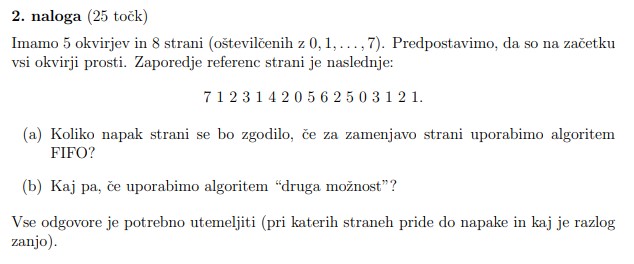 2. naloga (25 točk)
Imamo 5 okvirjev in 8 strani (oštevilčenih z 0, 1, . . . , 7). Predpostavimo, da so na začetku
vsi okvirji prosti. Zaporedje referenc strani je naslednje:
7 1 2 3 1 4 2 0 5 6 2 5 0 3 1 2 1.
(a) Koliko napak strani se bo zgodilo, če za zamenjavo strani uporabimo algoritem
FIFO?
(b) Kaj pa, če uporabimo algoritem “druga možnost”?
Vse odgovore je potrebno utemeljiti (pri katerih straneh pride do napake in kaj je razlog
zanjo).